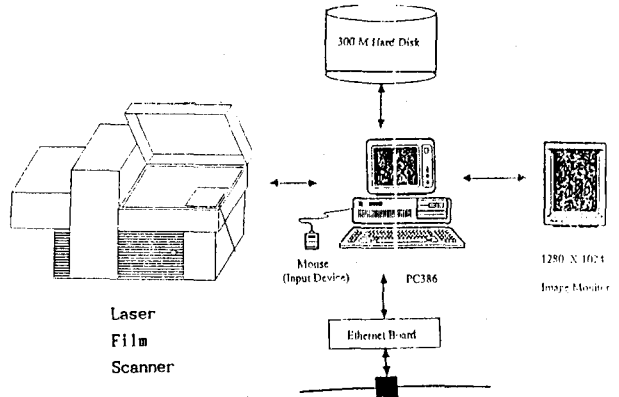 300 M Hard Disk
Mouse
(Input Device)
PC386
1280 X 1024
Image Monitor
Ethernet Board
Laser
Film
Scanner